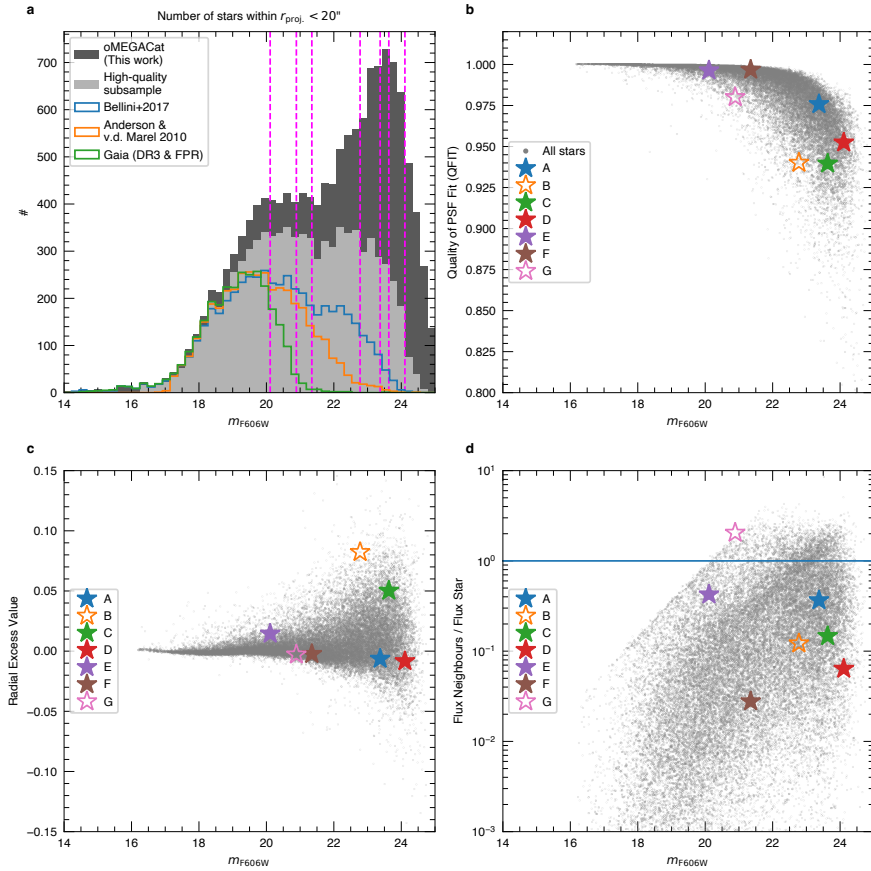 a
Number of stars within r_proj. < 20"
oMEGACat
(This work)
High-quality
subsample
Bellini+2017
Anderson &
v.d. Marel 2010
Gaia (DR3 & FPR)
700
600
500
400
300
200
100
0
#
14 16 18 20 22 24
m_F606W
b
1.000
0.975
0.950
0.925
0.900
0.875
0.850
0.825
0.800
Quality of PSF Fit (QFIT)
All stars
A
B
C
D
E
F
G
14 16 18 20 22 24
m_F606W
c
0.15
0.10
0.05
0.00
−0.05
−0.10
−0.15
Radial Excess Value
A
B
C
D
E
F
G
14 16 18 20 22 24
m_F606W
d
10¹
10⁰
10⁻¹
10⁻²
10⁻³
Flux Neighbours / Flux Star
A
B
C
D
E
F
G
14 16 18 20 22 24
m_F606W